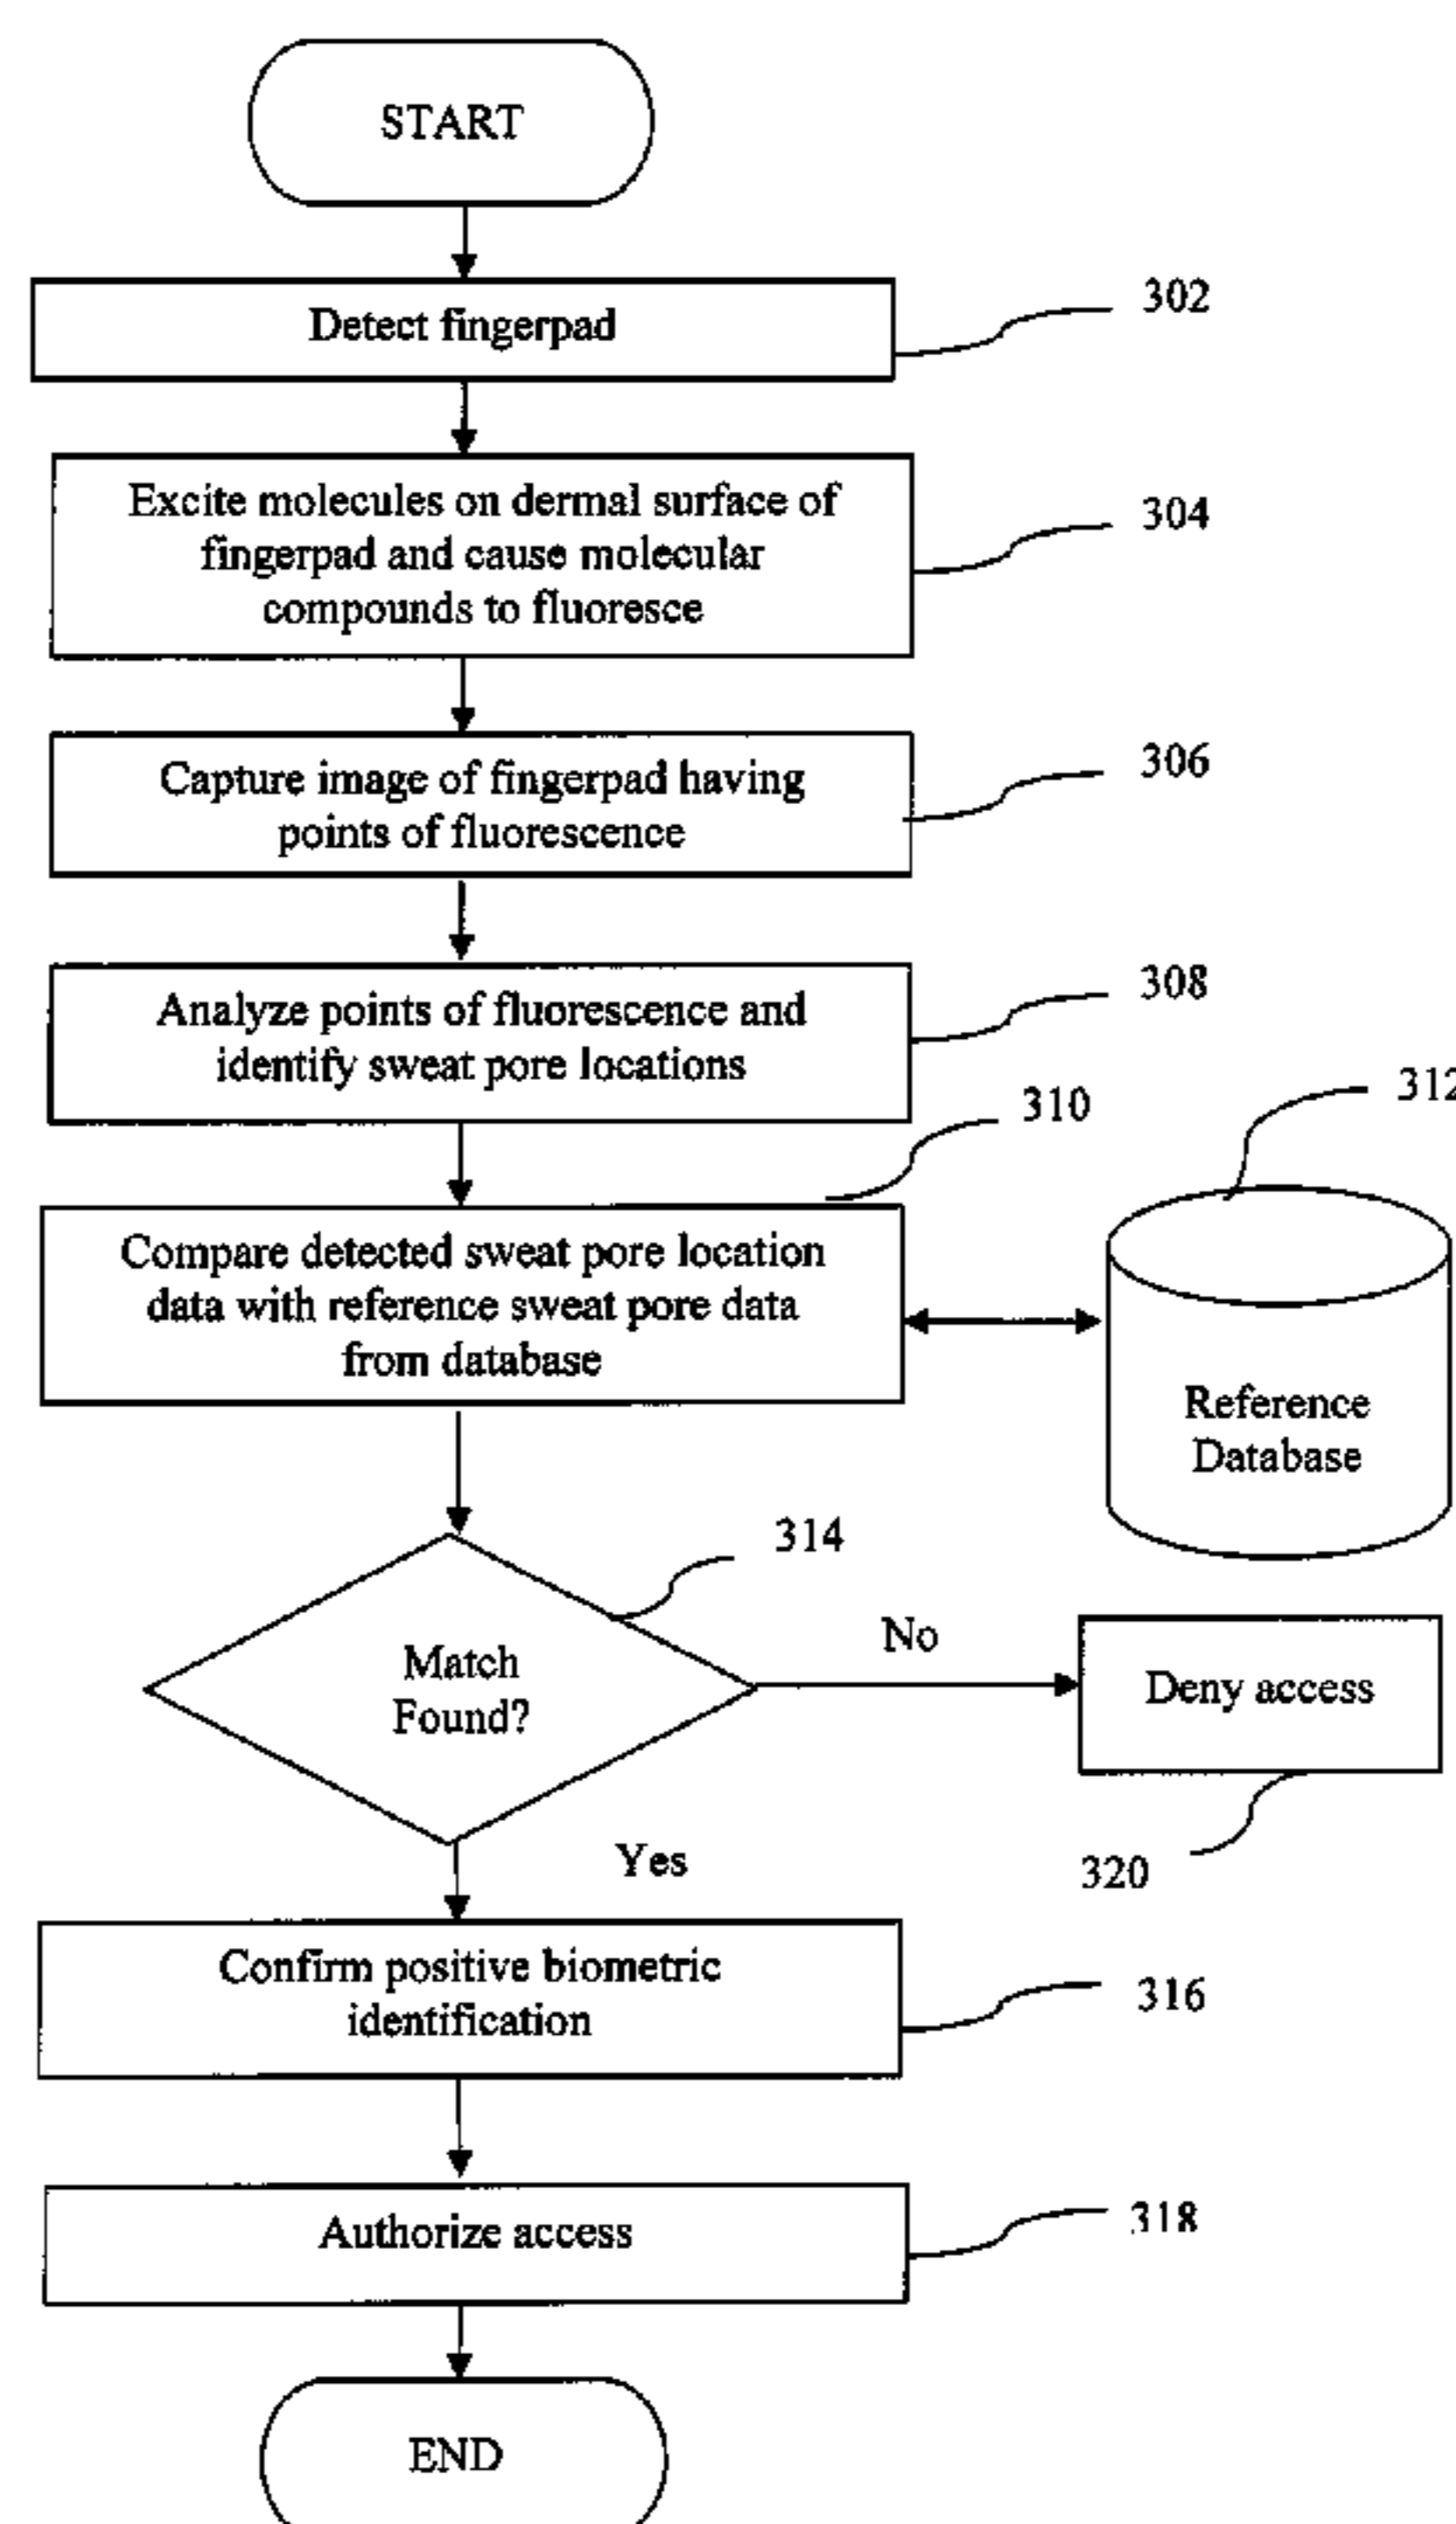 START
Detect fingerpad
302
Excite molecules on dermal surface of
fingerpad and cause molecular
compounds to fluoresce
304
Capture image of fingerpad having
points of fluorescence
306
Analyze points of fluorescence and
identify sweat pore locations
308
310
312
Compare detected sweat pore location
data with reference sweat pore data
from database
Reference
Database
314
Match
Found?
No
Deny access
320
Yes
Confirm positive biometric
identification
316
Authorize access
318
END